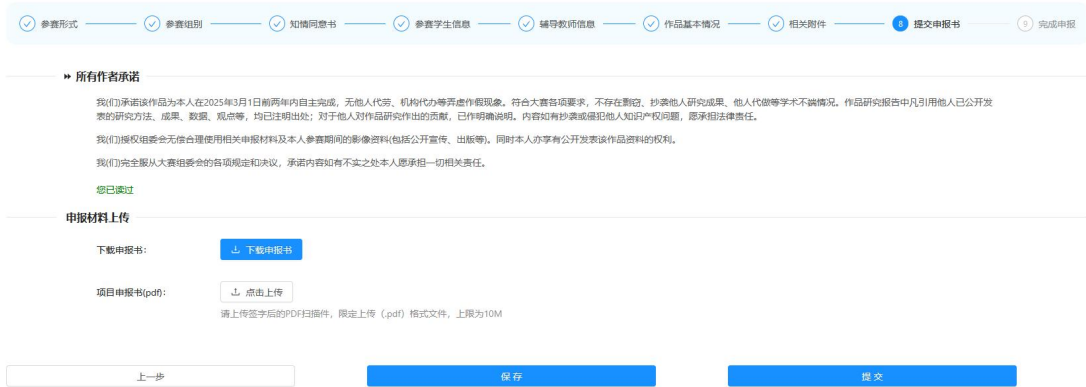 参赛形式
参赛组别
知情同意书
参赛学生信息
辅导教师信息
作品基本情况
相关附件
8 提交申报书
9 完成申报
所有作者承诺
我(们)承诺该作品为本人在2025年3月1日前两年内自主完成，无他人代劳、机构代办等弄虚作假现象。符合大赛各项要求，不存在剽窃、抄袭他人研究成果、他人代做等学术不端情况。作品研究报告中凡引用他人已公开发
表的研究方法、成果、数据、观点等，均已注明出处；对于他人对作品研究作出的贡献，已作明确说明。内容如有抄袭或侵犯他人知识产权问题，愿承担法律责任。
我(们)授权组委会无偿合理使用相关申报材料及本人参赛期间的影像资料(包括公开宣传、出版等)。同时本人亦享有公开发表该作品资料的权利。
我(们)完全服从大赛组委会的各项规定和决议，承诺内容如有不实之处本人愿承担一切相关责任。
您已读过
申报材料上传
下载申报书：
下载申报书
项目申报书(pdf)：
点击上传
请上传签字后的PDF扫描件，限定上传（.pdf）格式文件，上限为10M
上一步
保存
提交